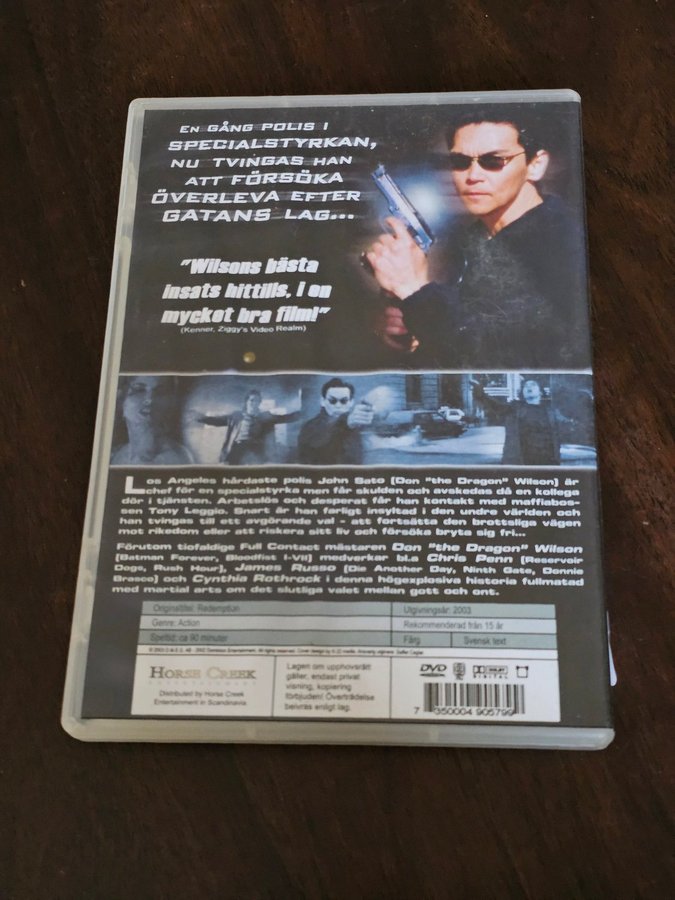 EN GÅNG POLIS I
SPECIALSTYRKAN,
NU TVINGAS HAN
ATT FÖRSÖKA
ÖVERLEVA EFTER
GATANS LAG...
"Wilsons bästa
insats hittills, i en
mycket bra film!"
(Kenner, Ziggy's Video Realm)
Los Angeles hårdaste polis John Sato (Don "the Dragon" Wilson) är
chef för en specialstyrka men får skulden och avskedas då en kollega
dör i tjänsten. Arbetslös och desperat får han kontakt med maffiabos-
sen Tony Leggio. Snart är han farligt insyltad i den undre världen och
han tvingas till ett avgörande val - att fortsätta den brottsliga vägen
mot rikedom eller att riskera sitt liv och försöka bryta sig fri...
Förutom tiofaldige Full Contact mästaren Don "the Dragon" Wilson
(Batman Forever, Bloodfist I-VII) medverkar bl.a Chris Penn (Reservoir
Dogs, Rush Hour), James Russo (Die Another Day, Ninth Gate, Donnie
Brasco) och Cynthia Rothrock i denna högexplosiva historia fullmatad
med martial arts om det slutliga valet mellan gott och ont.
Originaltitel: Redemption
Utgivningsår: 2003
Genre: Action
Rekommenderad från 15 år
Speltid: ca 90 minuter
Färg
Svensk text
HORSE CREEK
ENTERTAINMENT
Distributed by Horse Creek
Entertainment in Scandinavia.
Lagen om upphovsrätt
gäller, endast privat
visning, kopiering
förbjuden! Överträdelse
beivras enligt lag.
DVD
DOLBY
DIGITAL
7 350004 905799